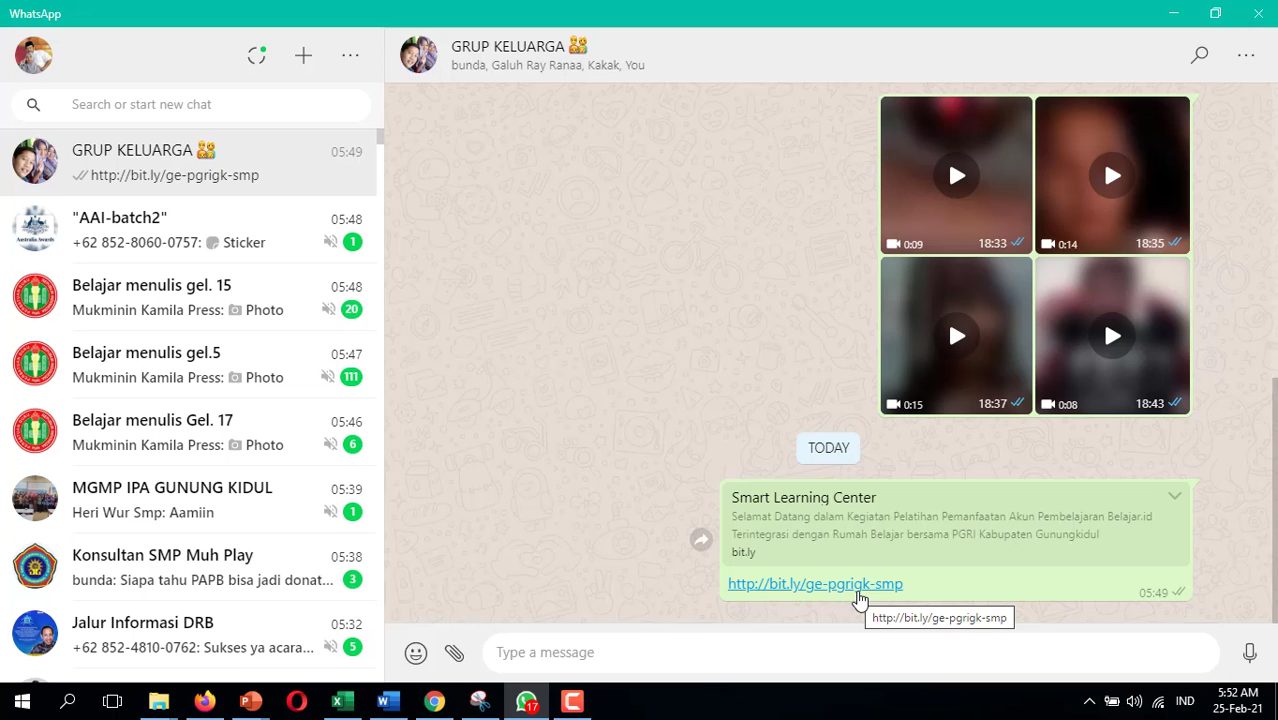 WhatsApp
Search or start new chat
GRUP KELUARGA 👨‍👩‍👧‍👦
05:49
http://bit.ly/ge-pgrigk-smp
"AAI-batch2"
05:48
+62 852-8060-0757: Sticker
1
Belajar menulis gel. 15
05:48
Mukminin Kamila Press: Photo
20
Belajar menulis gel.5
05:47
Mukminin Kamila Press: Photo
111
Belajar menulis Gel. 17
05:46
Mukminin Kamila Press: Photo
6
MGMP IPA GUNUNG KIDUL
05:39
Heri Wur Smp: Aamiin
1
Konsultan SMP Muh Play
05:38
bunda: Siapa tahu PAPB bisa jadi donat...
3
Jalur Informasi DRB
05:32
+62 852-4810-0762: Sukses ya acara...
5
GRUP KELUARGA 👨‍👩‍👧‍👦
bunda, Galuh Ray Ranaa, Kakak, You
0:09 18:33
0:14 18:35
0:15 18:37
0:08 18:43
TODAY
Smart Learning Center
Selamat Datang dalam Kegiatan Pelatihan Pemanfaatan Akun Pembelajaran Belajar.id
Terintegrasi dengan Rumah Belajar bersama PGRI Kabupaten Gunungkidul
bit.ly
http://bit.ly/ge-pgrigk-smp
05:49
http://bit.ly/ge-pgrigk-smp
Type a message
17
IND
5:52 AM
25-Feb-21